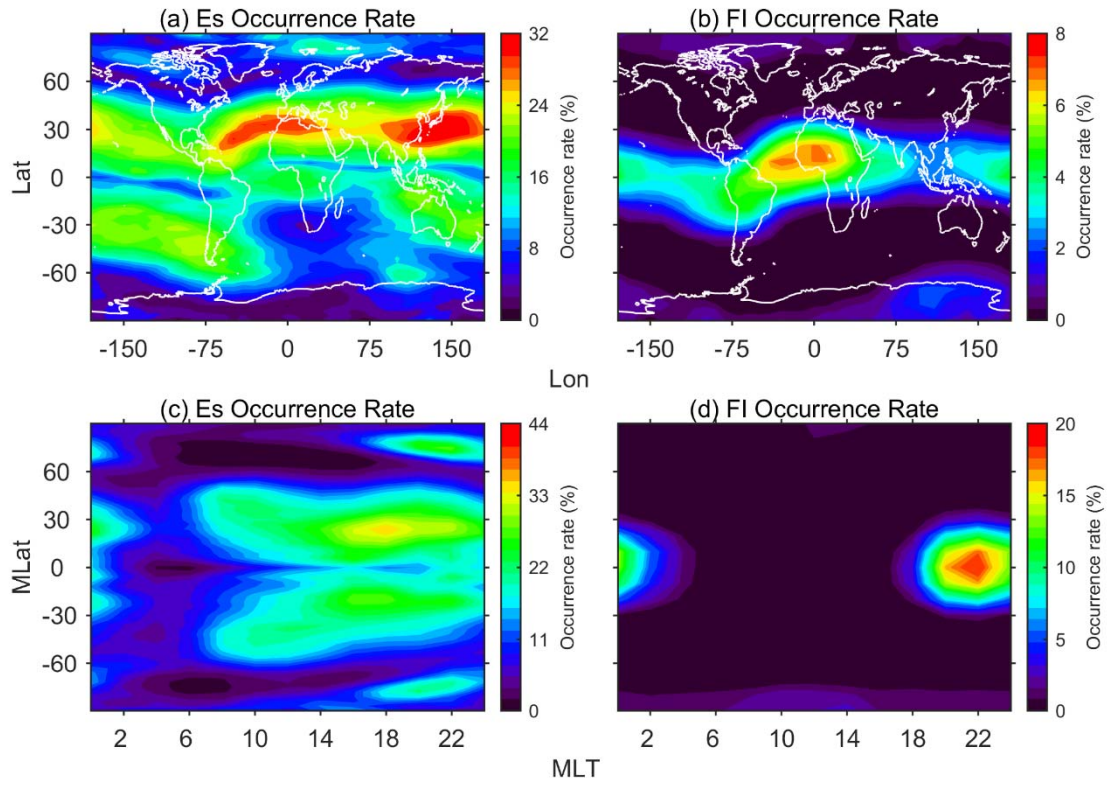 (a) Es Occurrence Rate
(b) FI Occurrence Rate
60
30
0
-30
-60
Lat
-150 -75 0 75 150
32
24
16
8
0
Occurrence rate (%)
-150 -75 0 75 150
8
6
4
2
0
Occurrence rate (%)
Lon
(c) Es Occurrence Rate
(d) FI Occurrence Rate
60
30
0
-30
-60
MLat
2 6 10 14 18 22
44
33
22
11
0
Occurrence rate (%)
2 6 10 14 18 22
20
15
10
5
0
Occurrence rate (%)
MLT